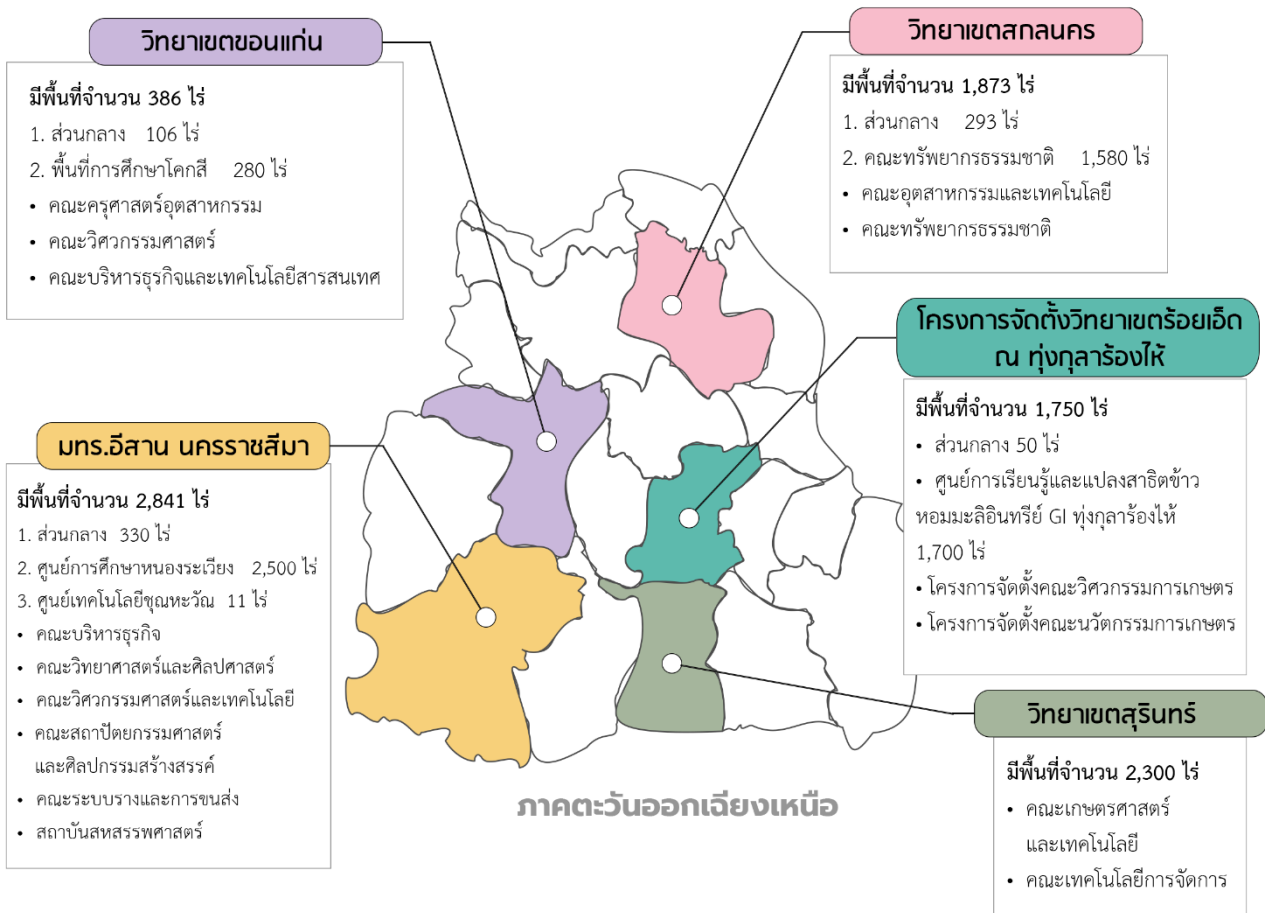 วิทยาเขตขอนแก่น
มีพื้นที่จำนวน 386 ไร่
1. ส่วนกลาง 106 ไร่
2. พื้นที่การศึกษาโคกสี 280 ไร่
• คณะครุศาสตร์อุตสาหกรรม
• คณะวิศวกรรมศาสตร์
• คณะบริหารธุรกิจและเทคโนโลยีสารสนเทศ
วิทยาเขตสกลนคร
มีพื้นที่จำนวน 1,873 ไร่
1. ส่วนกลาง 293 ไร่
2. คณะทรัพยากรธรรมชาติ 1,580 ไร่
• คณะอุตสาหกรรมและเทคโนโลยี
• คณะทรัพยากรธรรมชาติ
โครงการจัดตั้งวิทยาเขตร้อยเอ็ด
ณ ทุ่งกุลาร้องไห้
มีพื้นที่จำนวน 1,750 ไร่
• ส่วนกลาง 50 ไร่
• ศูนย์การเรียนรู้และแปลงสาธิตข้าว
หอมมะลิอินทรีย์ GI ทุ่งกุลาร้องไห้
1,700 ไร่
• โครงการจัดตั้งคณะวิศวกรรมการเกษตร
• โครงการจัดตั้งคณะนวัตกรรมการเกษตร
มทร.อีสาน นครราชสีมา
มีพื้นที่จำนวน 2,841 ไร่
1. ส่วนกลาง 330 ไร่
2. ศูนย์การศึกษาหนองระเวียง 2,500 ไร่
3. ศูนย์เทคโนโลยีชุณหะวัณ 11 ไร่
• คณะบริหารธุรกิจ
• คณะวิทยาศาสตร์และศิลปศาสตร์
• คณะวิศวกรรมศาสตร์และเทคโนโลยี
• คณะสถาปัตยกรรมศาสตร์
และศิลปกรรมสร้างสรรค์
• คณะระบบรางและการขนส่ง
• สถาบันสหสรรพศาสตร์
วิทยาเขตสุรินทร์
มีพื้นที่จำนวน 2,300 ไร่
• คณะเกษตรศาสตร์
และเทคโนโลยี
• คณะเทคโนโลยีการจัดการ
ภาคตะวันออกเฉียงเหนือ